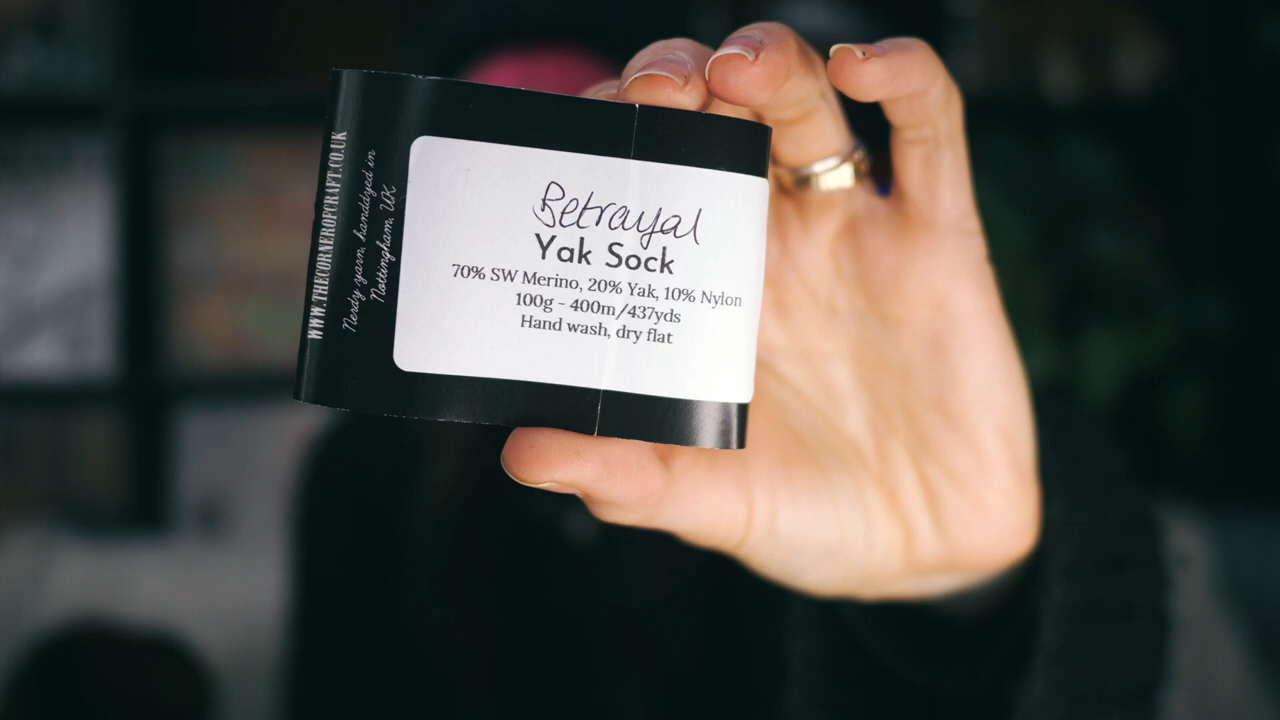 WWW.THECORNEROFCRAFT.CO.UK
Nerdy yarn, handdyed in
Nottingham, UK
Betrayal
Yak Sock
70% SW Merino, 20% Yak, 10% Nylon
100g - 400m/437yds
Hand wash, dry flat